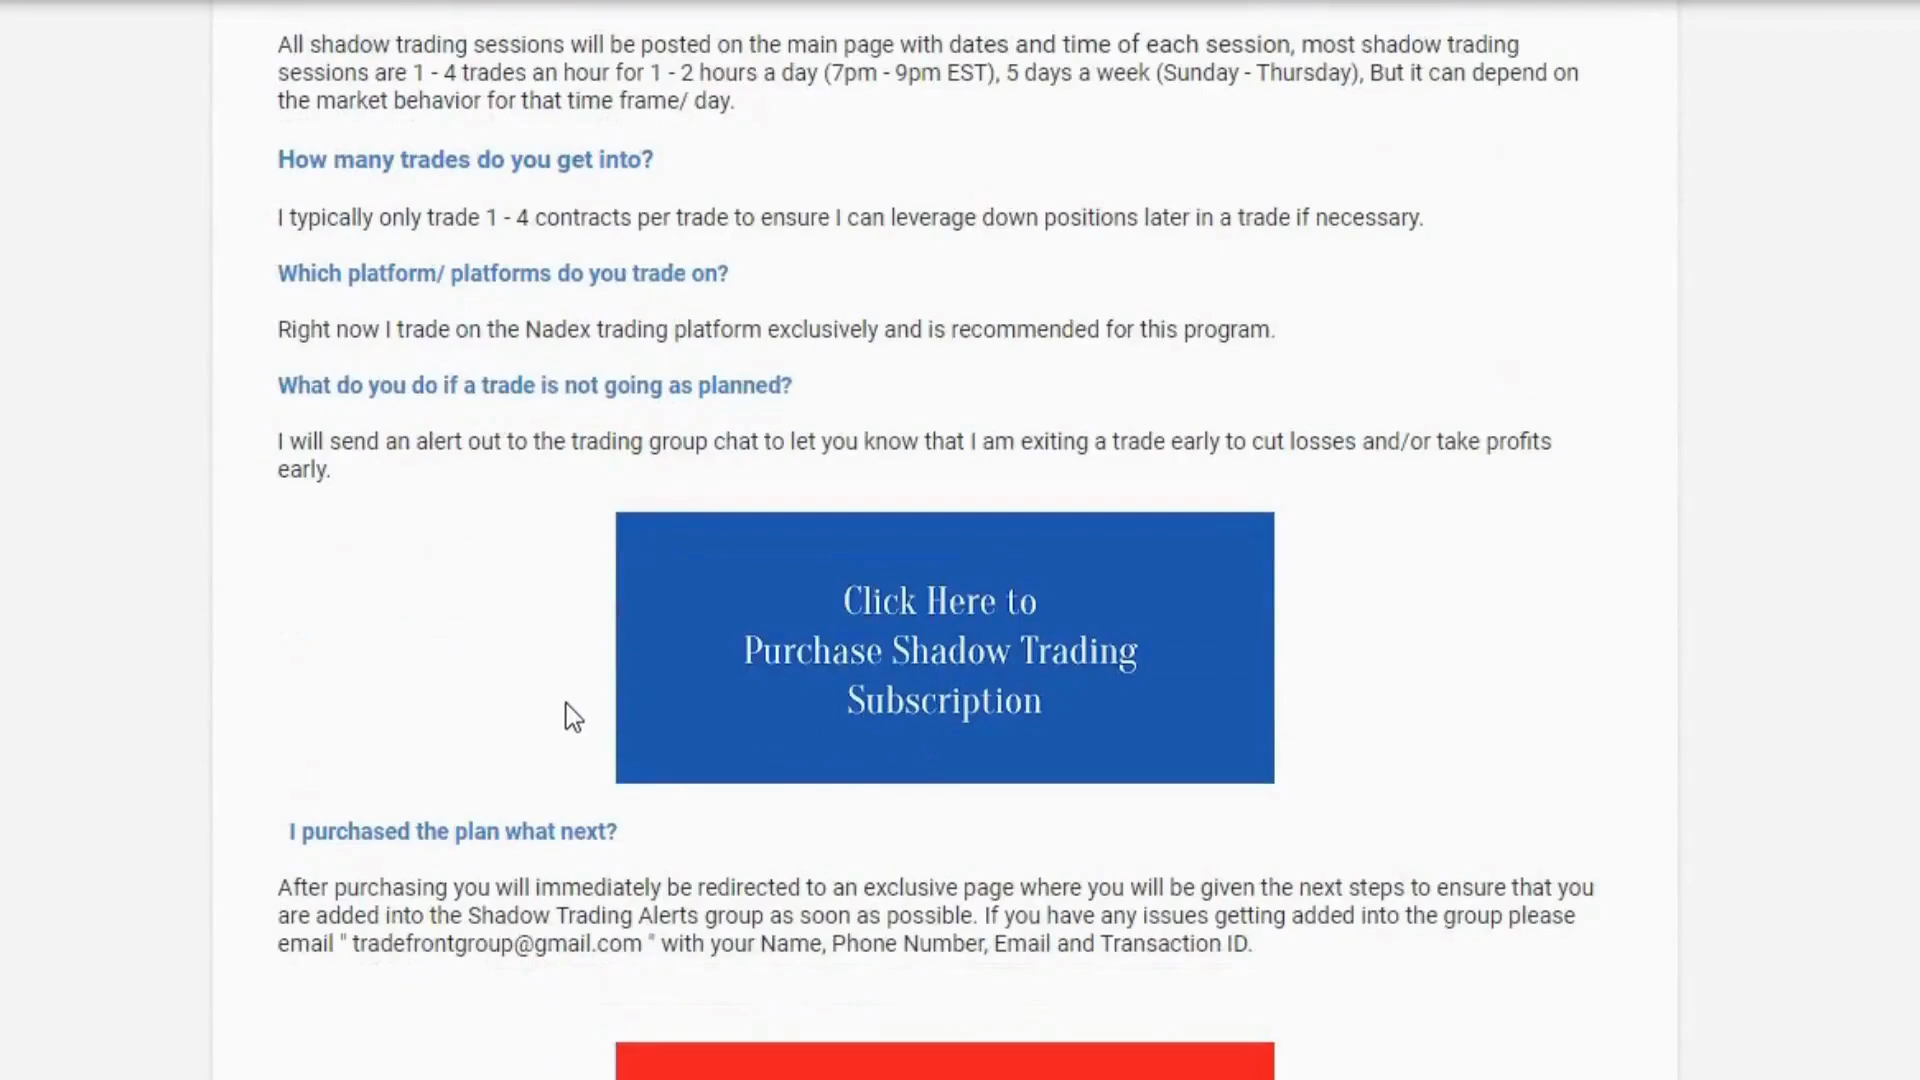 All shadow trading sessions will be posted on the main page with dates and time of each session, most shadow trading
sessions are 1 - 4 trades an hour for 1 - 2 hours a day (7pm - 9pm EST), 5 days a week (Sunday - Thursday), But it can depend on
the market behavior for that time frame/ day.
How many trades do you get into?
I typically only trade 1 - 4 contracts per trade to ensure I can leverage down positions later in a trade if necessary.
Which platform/ platforms do you trade on?
Right now I trade on the Nadex trading platform exclusively and is recommended for this program.
What do you do if a trade is not going as planned?
I will send an alert out to the trading group chat to let you know that I am exiting a trade early to cut losses and/or take profits
early.
Click Here to
Purchase Shadow Trading
Subscription
I purchased the plan what next?
After purchasing you will immediately be redirected to an exclusive page where you will be given the next steps to ensure that you
are added into the Shadow Trading Alerts group as soon as possible. If you have any issues getting added into the group please
email " tradefrontgroup@gmail.com " with your Name, Phone Number, Email and Transaction ID.